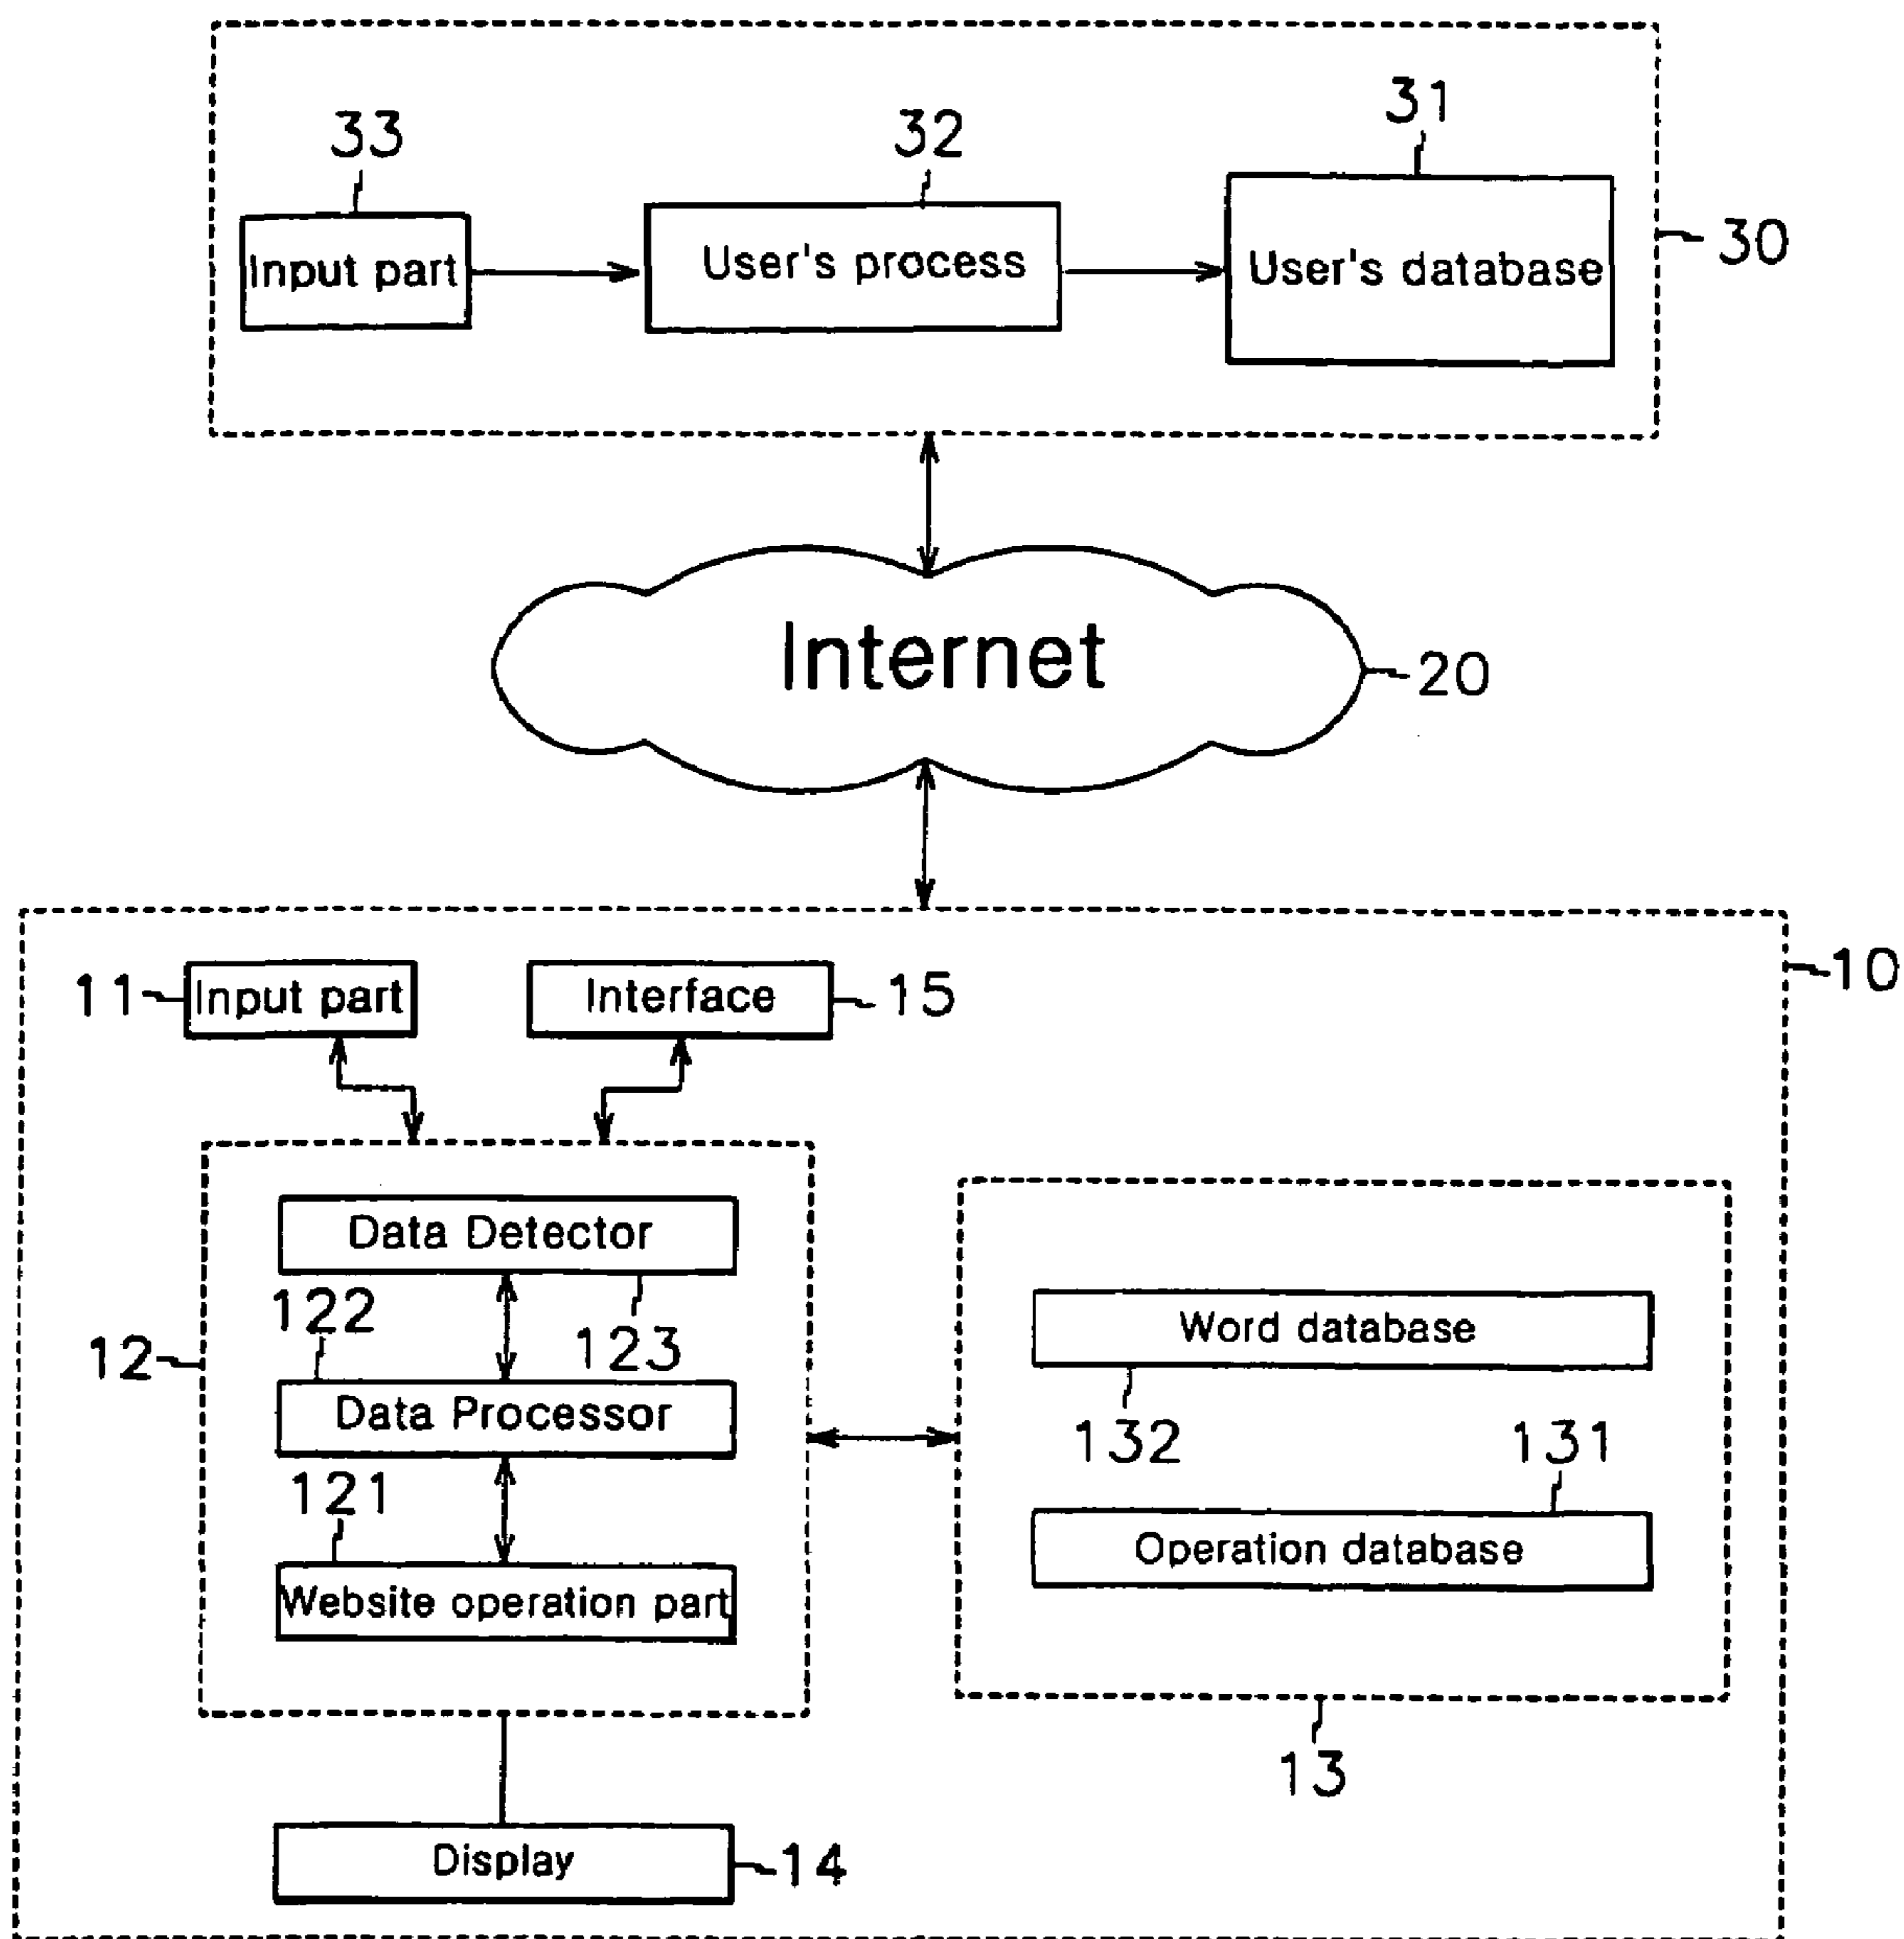 31
33
32
Input part
User's process
User's database
30
Internet
20
10
11
Input part
Interface
15
Data Detector
122
123
12
Data Processor
121
Website operation part
Word database
132
131
Operation database
13
Display
14